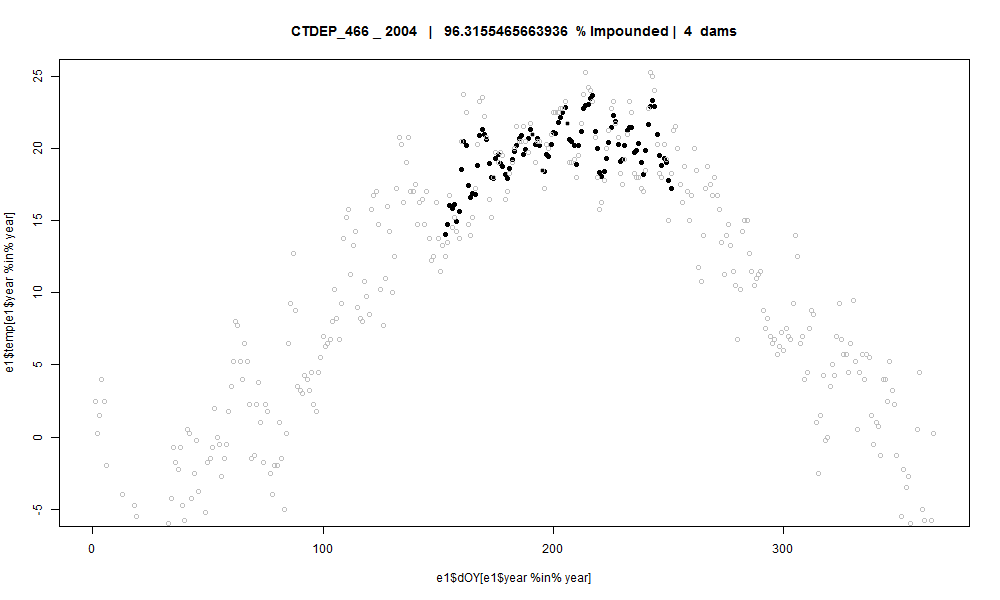 CTDEP_466 _ 2004 | 96.3155465663936 % Impounded | 4 dams
e1$temp[e1$year %in% year]
25
20
15
10
5
0
-5
0 100 200 300
e1$dOY[e1$year %in% year]